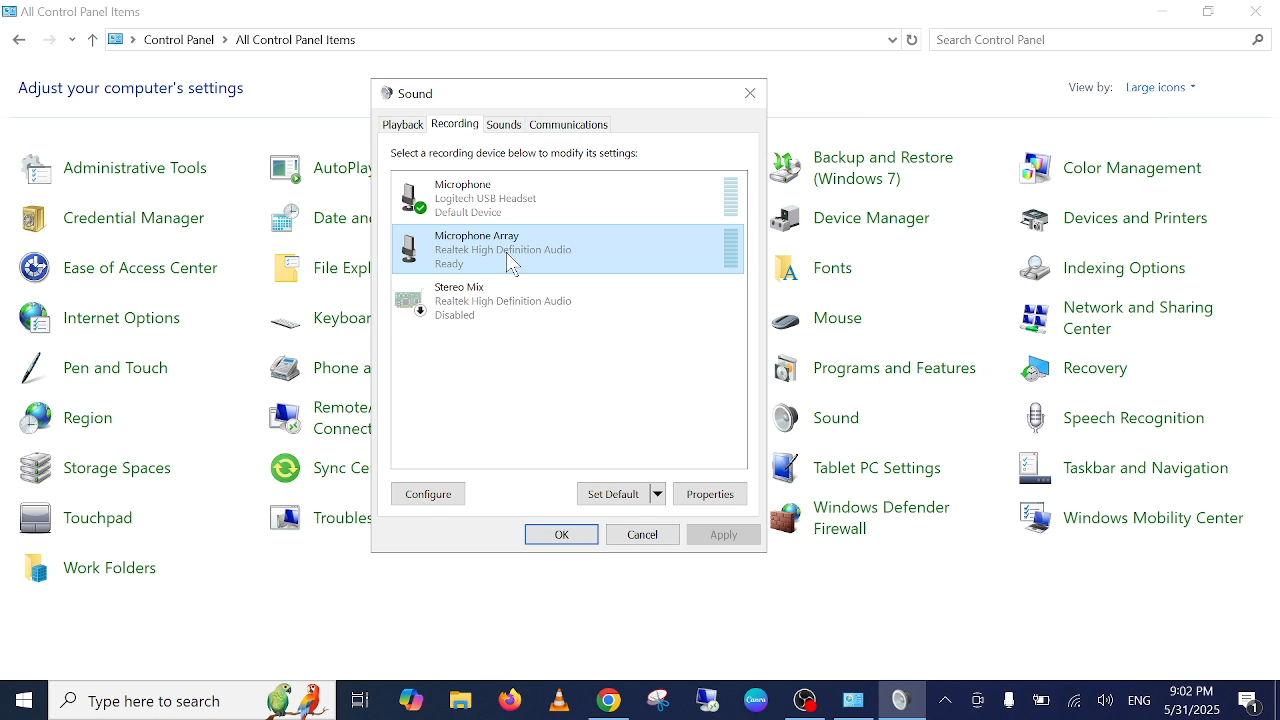 All Control Panel Items
Control Panel > All Control Panel Items
Search Control Panel
Adjust your computer's settings
View by: Large icons
Administrative Tools
AutoPlay
Backup and Restore
(Windows 7)
Color Management
Credential Manager
Date an
Device Manager
Devices and Printers
Ease of Access Center
File Expl
Fonts
Indexing Options
Internet Options
Keyboar
Mouse
Network and Sharing
Center
Pen and Touch
Phone a
Programs and Features
Recovery
Region
RemoteA
Connect
Sound
Speech Recognition
Storage Spaces
Sync Ce
Tablet PC Settings
Taskbar and Navigation
Touchpad
Troubles
Windows Defender
Firewall
Windows Mobility Center
Work Folders
Sound
Playback Recording Sounds Communications
Select a recording device below to modify its settings:
Microphone
Logitech USB Headset
Default Device
Microphone Array
Realtek High Definition Audio
Ready
Stereo Mix
Realtek High Definition Audio
Disabled
Configure Set Default Properties
OK Cancel Apply
Type here to search
ENG
9:22 PM
5/31/2025
1